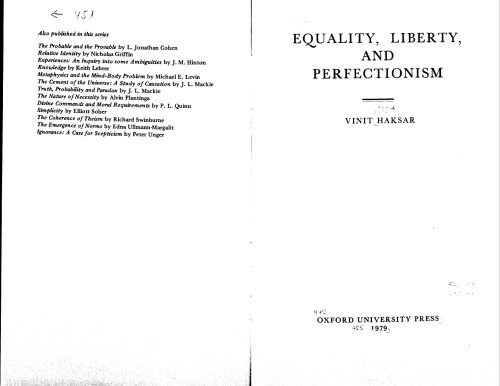 ← 451
Also published in this series
The Probable and the Provable by L. Jonathan Cohen
Relative Identity by Nicholas Griffin
Experiences: An Inquiry into some Ambiguities by J. M. Hinton
Knowledge by Keith Lehrer
Metaphysics and the Mind-Body Problem by Michael E. Levin
The Cement of the Universe: A Study of Causation by J. L. Mackie
Truth, Probability and Paradox by J. L. Mackie
The Nature of Necessity by Alvin Plantinga
Divine Commands and Moral Requirements by P. L. Quinn
Simplicity by Elliott Sober
The Coherence of Theism by Richard Swinburne
The Emergence of Norms by Edna Ullmann-Margalit
Ignorance: A Case for Scepticism by Peter Unger
EQUALITY, LIBERTY,
AND
PERFECTIONISM
VINIT HAKSAR
OXFORD UNIVERSITY PRESS
1979